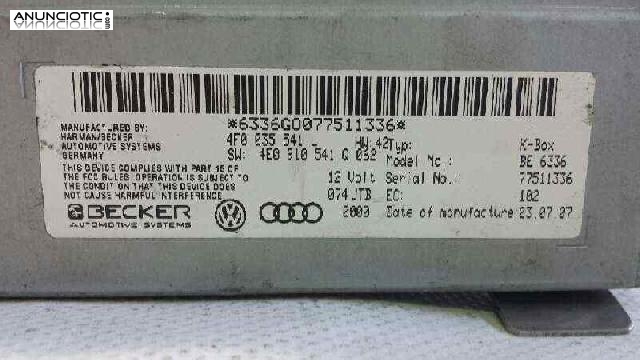 ANUNCIOTIC.COM
*6336G0077511336*
MANUFACTURED BY:
HARMAN/BECKER
AUTOMOTIVE SYSTEMS
GERMANY
4F0 035 541 HW:42
SW: 4E0 910 541 Q 052
Typ: K-Box
Model No: BE 6336
THIS DEVICE COMPLIES WITH PART 15 OF
THE FCC RULES. OPERATION IS SUBJECT TO
THE CONDITION THAT THIS DEVICE DOES
NOT CAUSE HARMFUL INTERFERENCE
12 Volt Serial No.: 77511336
074 JTB EC: 102
BECKER
AUTOMOTIVE SYSTEMS
Date of manufacture 23.07.07